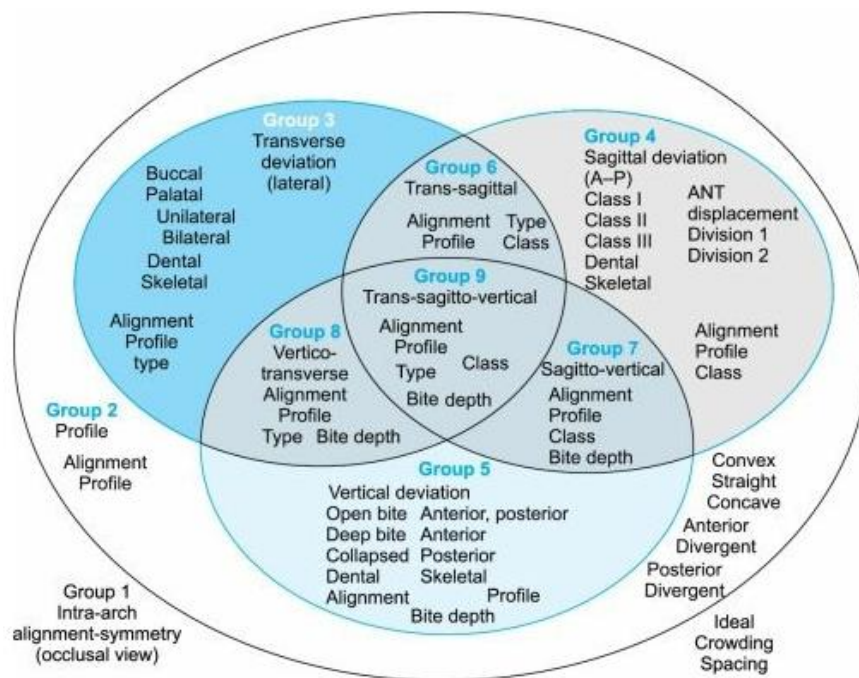 Group 3
Transverse
deviation
(lateral)
Buccal
Palatal
Unilateral
Bilateral
Dental
Skeletal
Alignment
Profile
type
Group 6
Trans-sagittal
Alignment Type
Profile Class
Group 4
Sagittal deviation
(A–P)
Class I
Class II
Class III
Dental
Skeletal
ANT
displacement
Division 1
Division 2
Alignment
Profile
Class
Group 9
Trans-sagitto-vertical
Alignment
Profile
Type Class
Bite depth
Group 8
Vertico-
transverse
Alignment
Profile
Type Bite depth
Group 7
Sagitto-vertical
Alignment
Profile
Class
Bite depth
Group 2
Profile
Alignment
Profile
Group 5
Vertical deviation
Open bite Anterior, posterior
Deep bite Anterior
Collapsed Posterior
Dental Skeletal
Alignment Profile
Bite depth
Convex
Straight
Concave
Anterior
Divergent
Posterior
Divergent
Group 1
Intra-arch
alignment-symmetry
(occlusal view)
Ideal
Crowding
Spacing